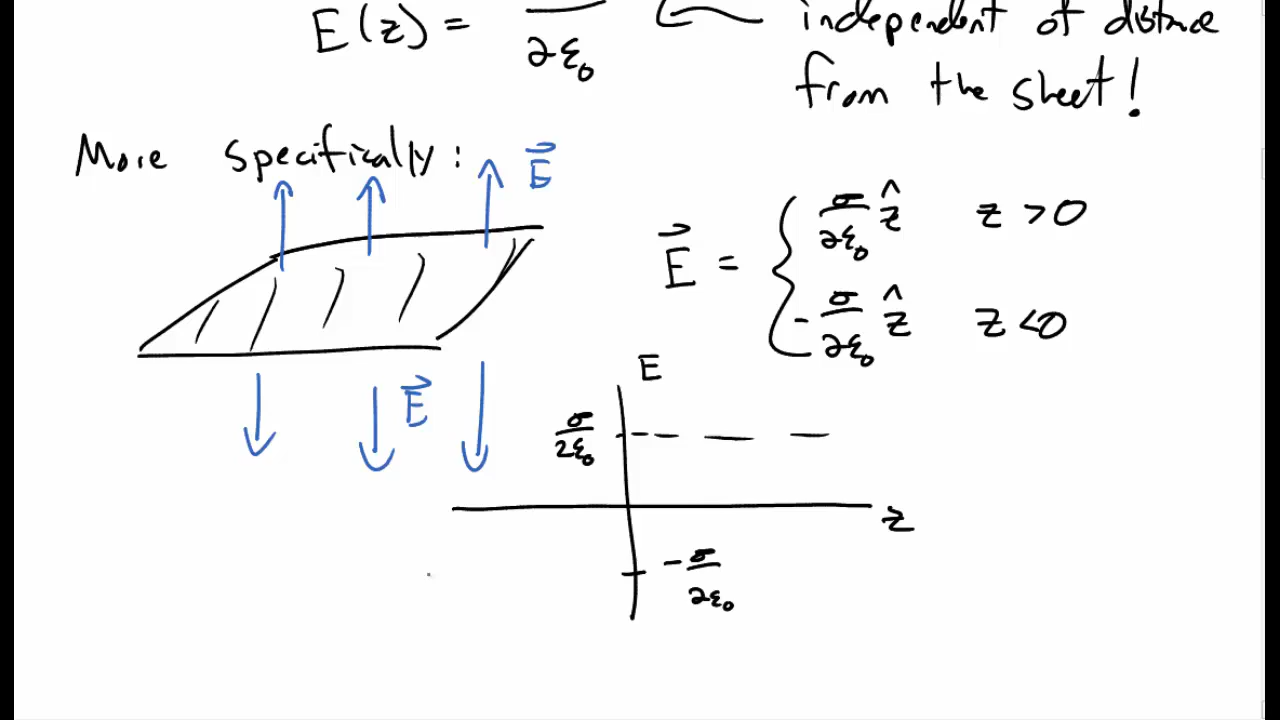 E(z) = ― / 2ε₀ independent of distance
from the sheet!
More specifically: E⃗
E⃗ = { σ/2ε₀ ẑ z > 0
-σ/2ε₀ ẑ z < 0
E⃗
E
σ/2ε₀
z
-σ/2ε₀